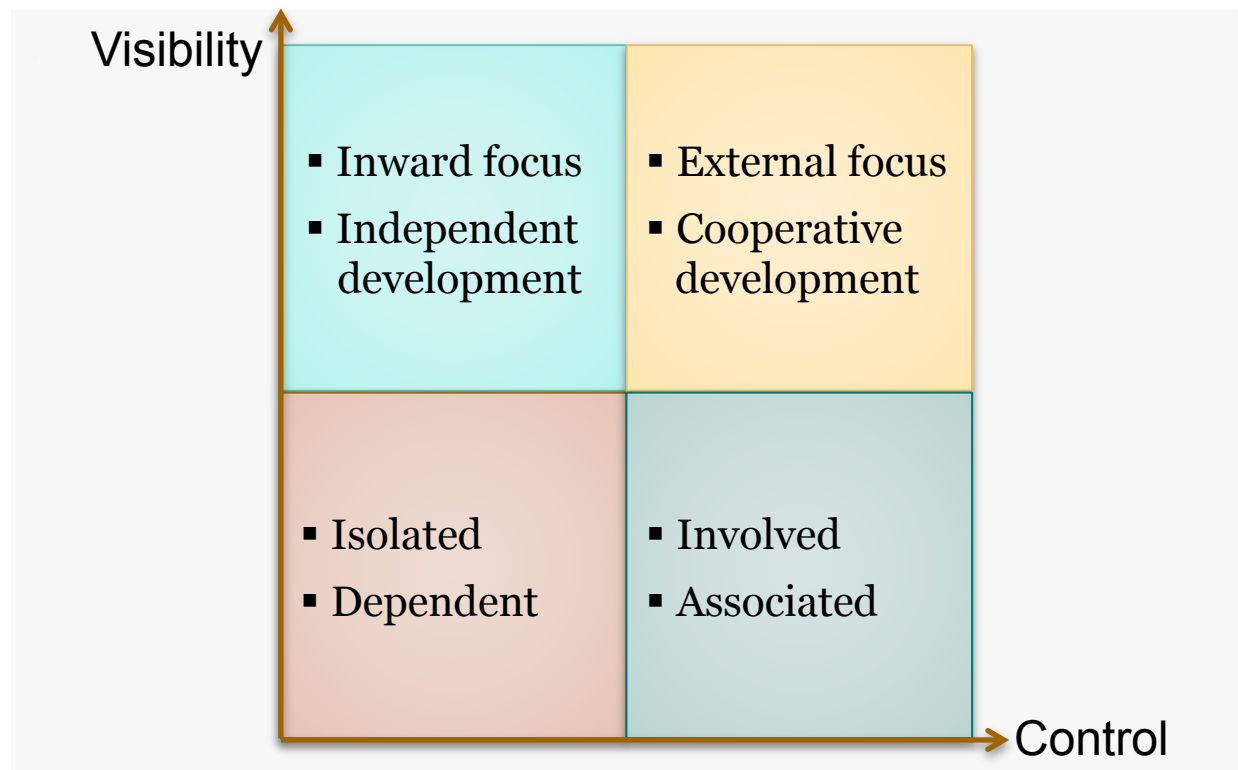 Visibility
▪ Inward focus
▪ Independent
development
▪ External focus
▪ Cooperative
development
▪ Isolated
▪ Dependent
▪ Involved
▪ Associated
Control